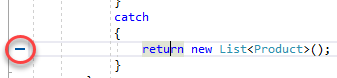 }
catch
{
return new List<Product>();
}